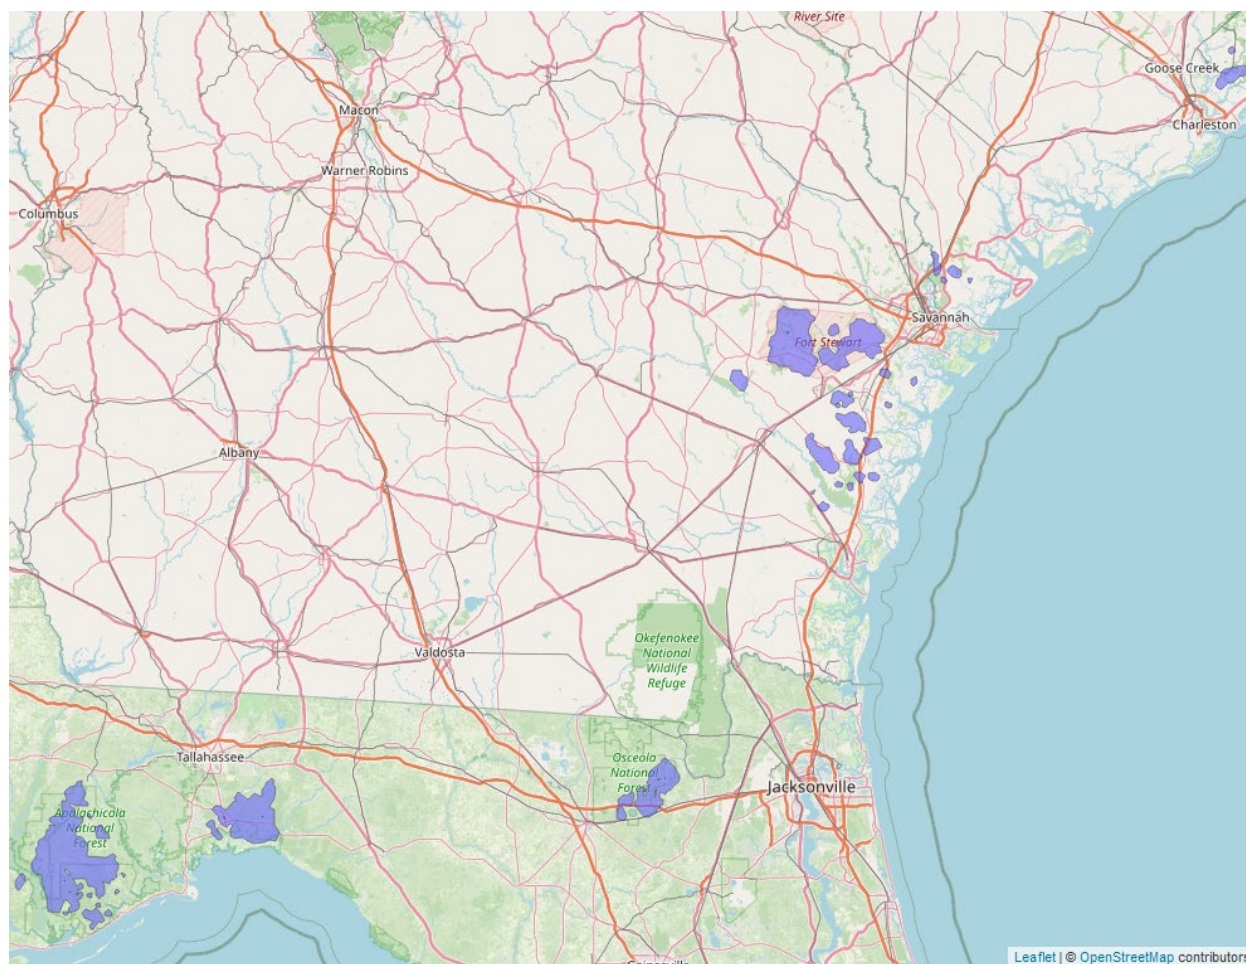 River Site
Goose Creek
Charleston
Macon
Warner Robins
Columbus
Savannah
Fort Stewart
Albany
Okefenokee
National
Wildlife
Refuge
Valdosta
Tallahassee
Osceola
National
Forest
Jacksonville
Apalachicola
National
Forest
Gainesville
Leaflet | © OpenStreetMap contributors